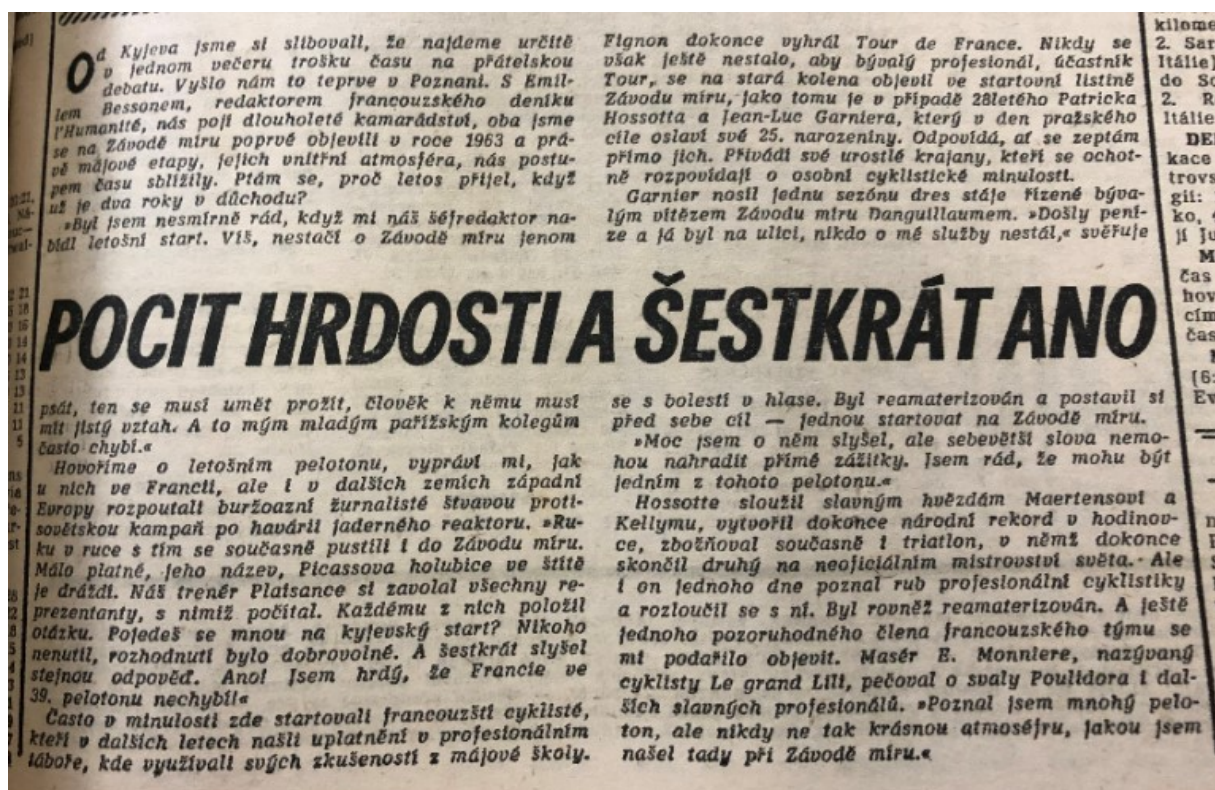 POCIT HRDOSTI A ŠESTKRÁT ANO
Od Kyjeva jsme si slibovali, že najdeme určitě
v jednom večeru trošku času na přátelskou
debatu. Vyšlo nám to teprve v Poznani. S Emil-
lem Bessonem, redaktorem francouzského deníku
l'Humanité, nás pojí dlouholeté kamarádství, oba jsme
se na Závodě míru poprvé objevili v roce 1963 a prá-
vě májové etapy, jejich vnitřní atmosféra, nás postu-
pem času sblížily. Ptám se, proč letos přijel, když
už je dva roky v důchodu?
»Byl jsem nesmírně rád, když mi náš šéfredaktor na-
bídl letošní start. Víš, nestačí o Závodě míru jenom
psát, ten se musí umět prožít, člověk k němu musí
mít jistý vztah. A to mým mladým pařížským kolegům
často chybí.«
Hovoříme o letošním pelotonu, vypráví mi, jak
u nich ve Francii, ale i v dalších zemích západní
Evropy rozpoutali buržoazní žurnalisté štvavou proti-
sovětskou kampaň po havárii jaderného reaktoru. »Ru-
ku v ruce s tím se současně pustili i do Závodu míru.
Málo platné, jeho název, Picassova holubice ve štítě
je dráždí. Náš trenér Plaisance si zavolal všechny re-
prezentanty, s nimiž počítal. Každému z nich položil
otázku. Pojedeš se mnou na kyjevský start? Nikoho
nenutil, rozhodnutí bylo dobrovolné. A šestkrát slyšel
stejnou odpověď. Ano! Jsem hrdý, že Francie ve
39. pelotonu nechybí!«
Často v minulosti zde startovali francouzští cyklisté,
kteří v dalších letech našli uplatnění v profesionálním
táboře, kde využívali svých zkušeností z májové školy.
Fignon dokonce vyhrál Tour de France. Nikdy se
však ještě nestalo, aby bývalý profesionál, účastník
Tour, se na stará kolena objevil ve startovní listině
Závodu míru, jako tomu je v případě 28letého Patricka
Hossotta a Jean-Luc Garniera, který v den pražského
cíle oslaví své 25. narozeniny. Odpovídá, ať se zeptám
přímo jich. Přivádí své urostlé krajany, kteří se ochot-
ně rozpovídají o osobní cyklistické minulosti.
Garnier nosil jednu sezónu dres stáje řízené býva-
lým vítězem Závodu míru Danguillaumem. »Došly pení-
ze a já byl na ulici, nikdo o mé služby nestál,« svěřuje
se s bolestí v hlase. Byl reamaterizován a postavil si
před sebe cíl — jednou startovat na Závodě míru.
»Moc jsem o něm slyšel, ale sebevětší slova nemo-
hou nahradit přímé zážitky. Jsem rád, že mohu být
jedním z tohoto pelotonu.«
Hossotte sloužil slavným hvězdám Maertensovi a
Kellymu, vytvořil dokonce národní rekord v hodinov-
ce, zbožňoval současně i triatlon, v němž dokonce
skončil druhý na neoficiálním mistrovství světa. Ale
i on jednoho dne poznal rub profesionální cyklistiky
a rozloučil se s ní. Byl rovněž reamaterizován. A ještě
jednoho pozoruhodného člena francouzského týmu se
mi podařilo objevit. Masér E. Monniere, nazývaný
cyklisty Le grand Lili, pečoval o svaly Poulidora i dal-
ších slavných profesionálů. »Poznal jsem mnohý pelo-
ton, ale nikdy ne tak krásnou atmoséfru, jakou jsem
našel tady při Závodě míru.«